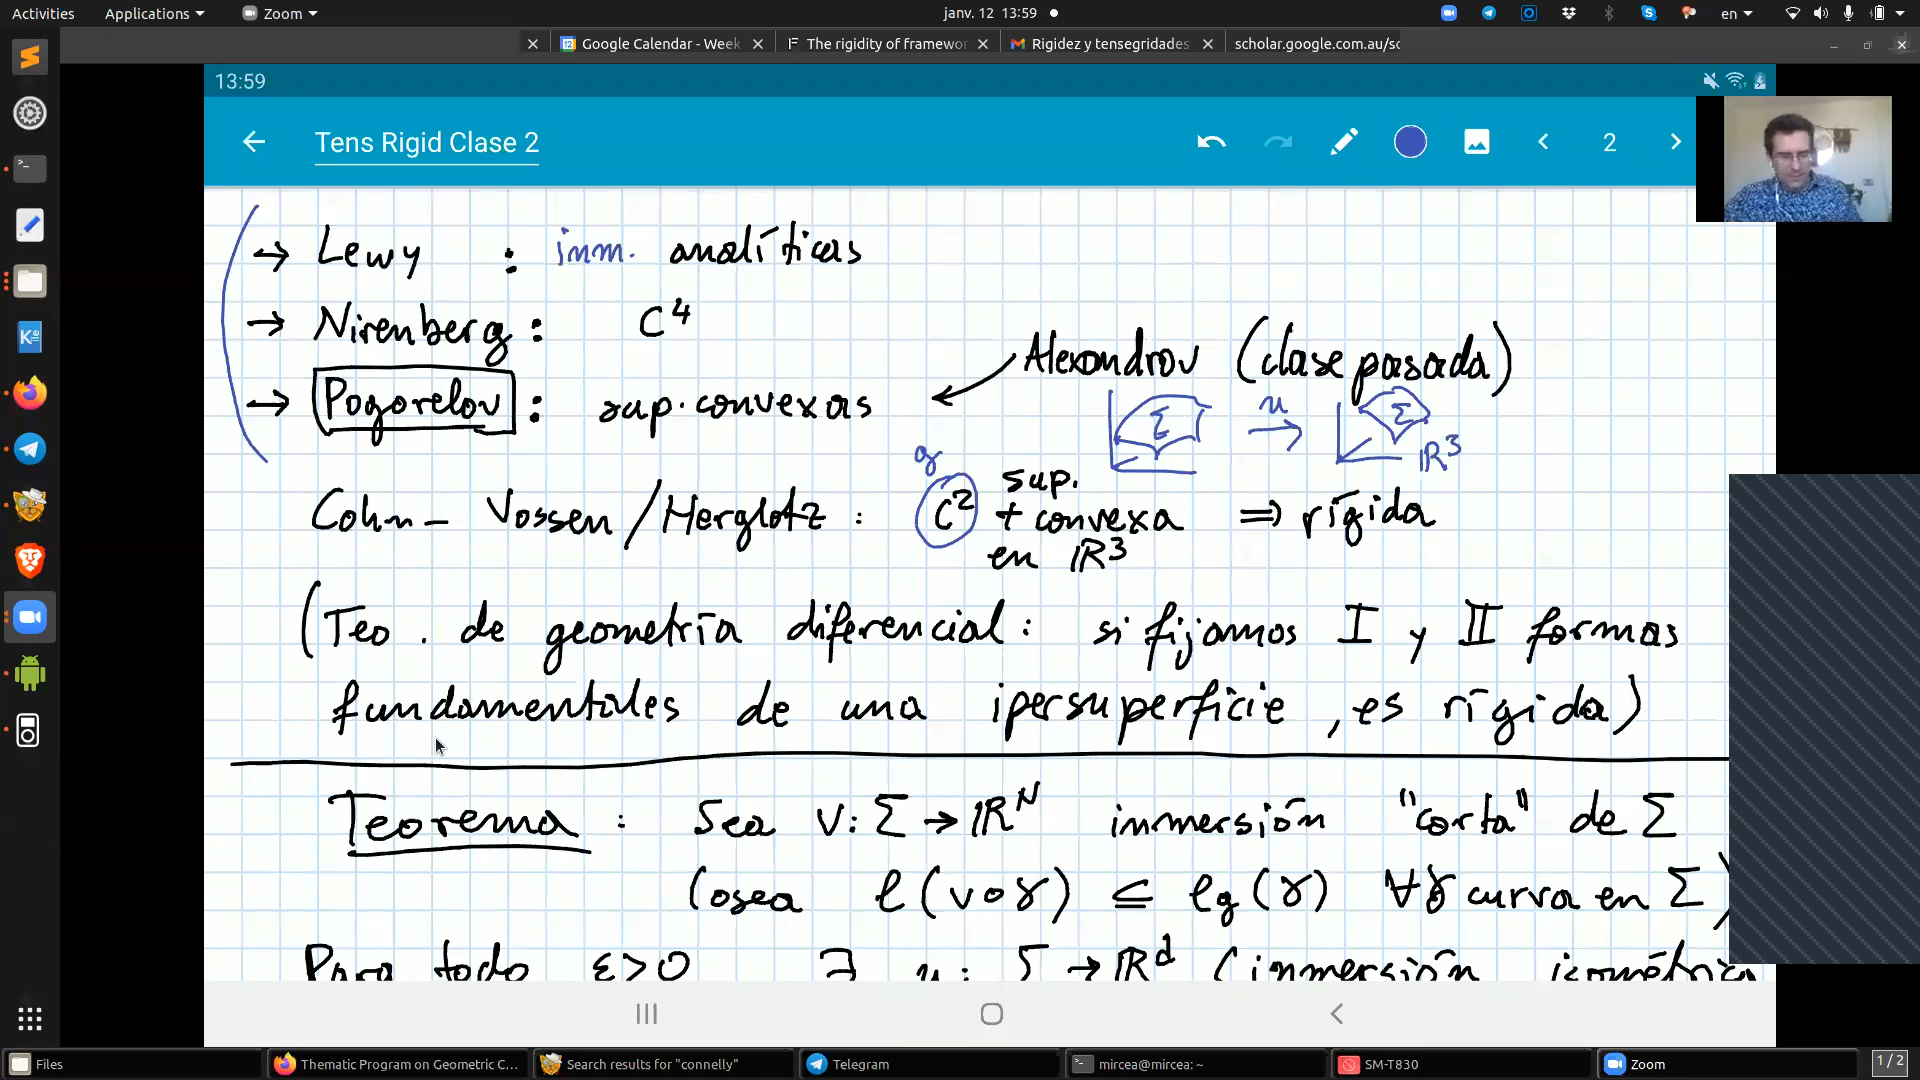 Activities Applications Zoom janv. 12 13:59 en
Google Calendar - Week The rigidity of framewor Rigidez y tensegridades scholar.google.com.au/sc
13:59
Tens Rigid Clase 2 2
→ Lewy : inm. analíticas
→ Nirenberg : C⁴
Alexandrov (clase pasada)
→ Pogorelov : sup. convexas
Σ u → Σ ℝ³
g
Cohn-Vossen/Herglotz : C² + sup. convexa en ℝ³ ⟹ rígida
(Teo. de geometría diferencial: si fijamos I y II formas
fundamentales de una ipersuperficie, es rígida)
Teorema : Sea v: Σ → ℝᴺ immersión "corta" de Σ
(osea ℓ(v∘γ) ≤ ℓg(γ) ∀γ curva en Σ)
Para todo ε>0 ∃ u: Σ → ℝᵈ (inmersión isométrica
Files Thematic Program on Geometric C... Search results for "connelly" Telegram mircea@mircea: ~ SM-T830 Zoom 1 / 2